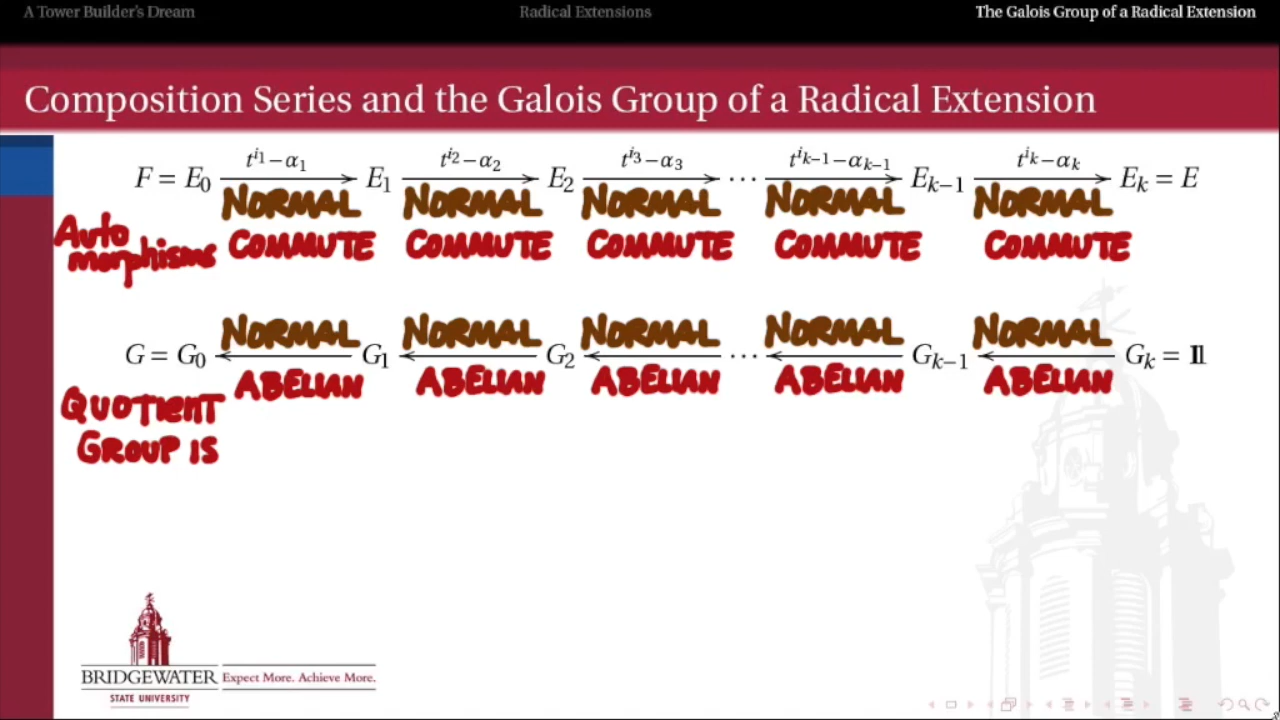 A Tower Builder's Dream Radical Extensions The Galois Group of a Radical Extension
Composition Series and the Galois Group of a Radical Extension
F = E₀ t^{i₁}−α₁ E₁ t^{i₂}−α₂ E₂ t^{i₃}−α₃ ⋯ t^{i_{k−1}}−α_{k−1} E_{k−1} t^{i_k}−α_k E_k = E
NORMAL NORMAL NORMAL NORMAL NORMAL
Auto
morphisms COMMUTE COMMUTE COMMUTE COMMUTE COMMUTE
NORMAL NORMAL NORMAL NORMAL NORMAL
G = G₀ G₁ G₂ ⋯ G_{k−1} G_k = 𝟙
ABELIAN ABELIAN ABELIAN ABELIAN ABELIAN
QUOTIENT
GROUP IS
BRIDGEWATER
STATE UNIVERSITY
Expect More. Achieve More.